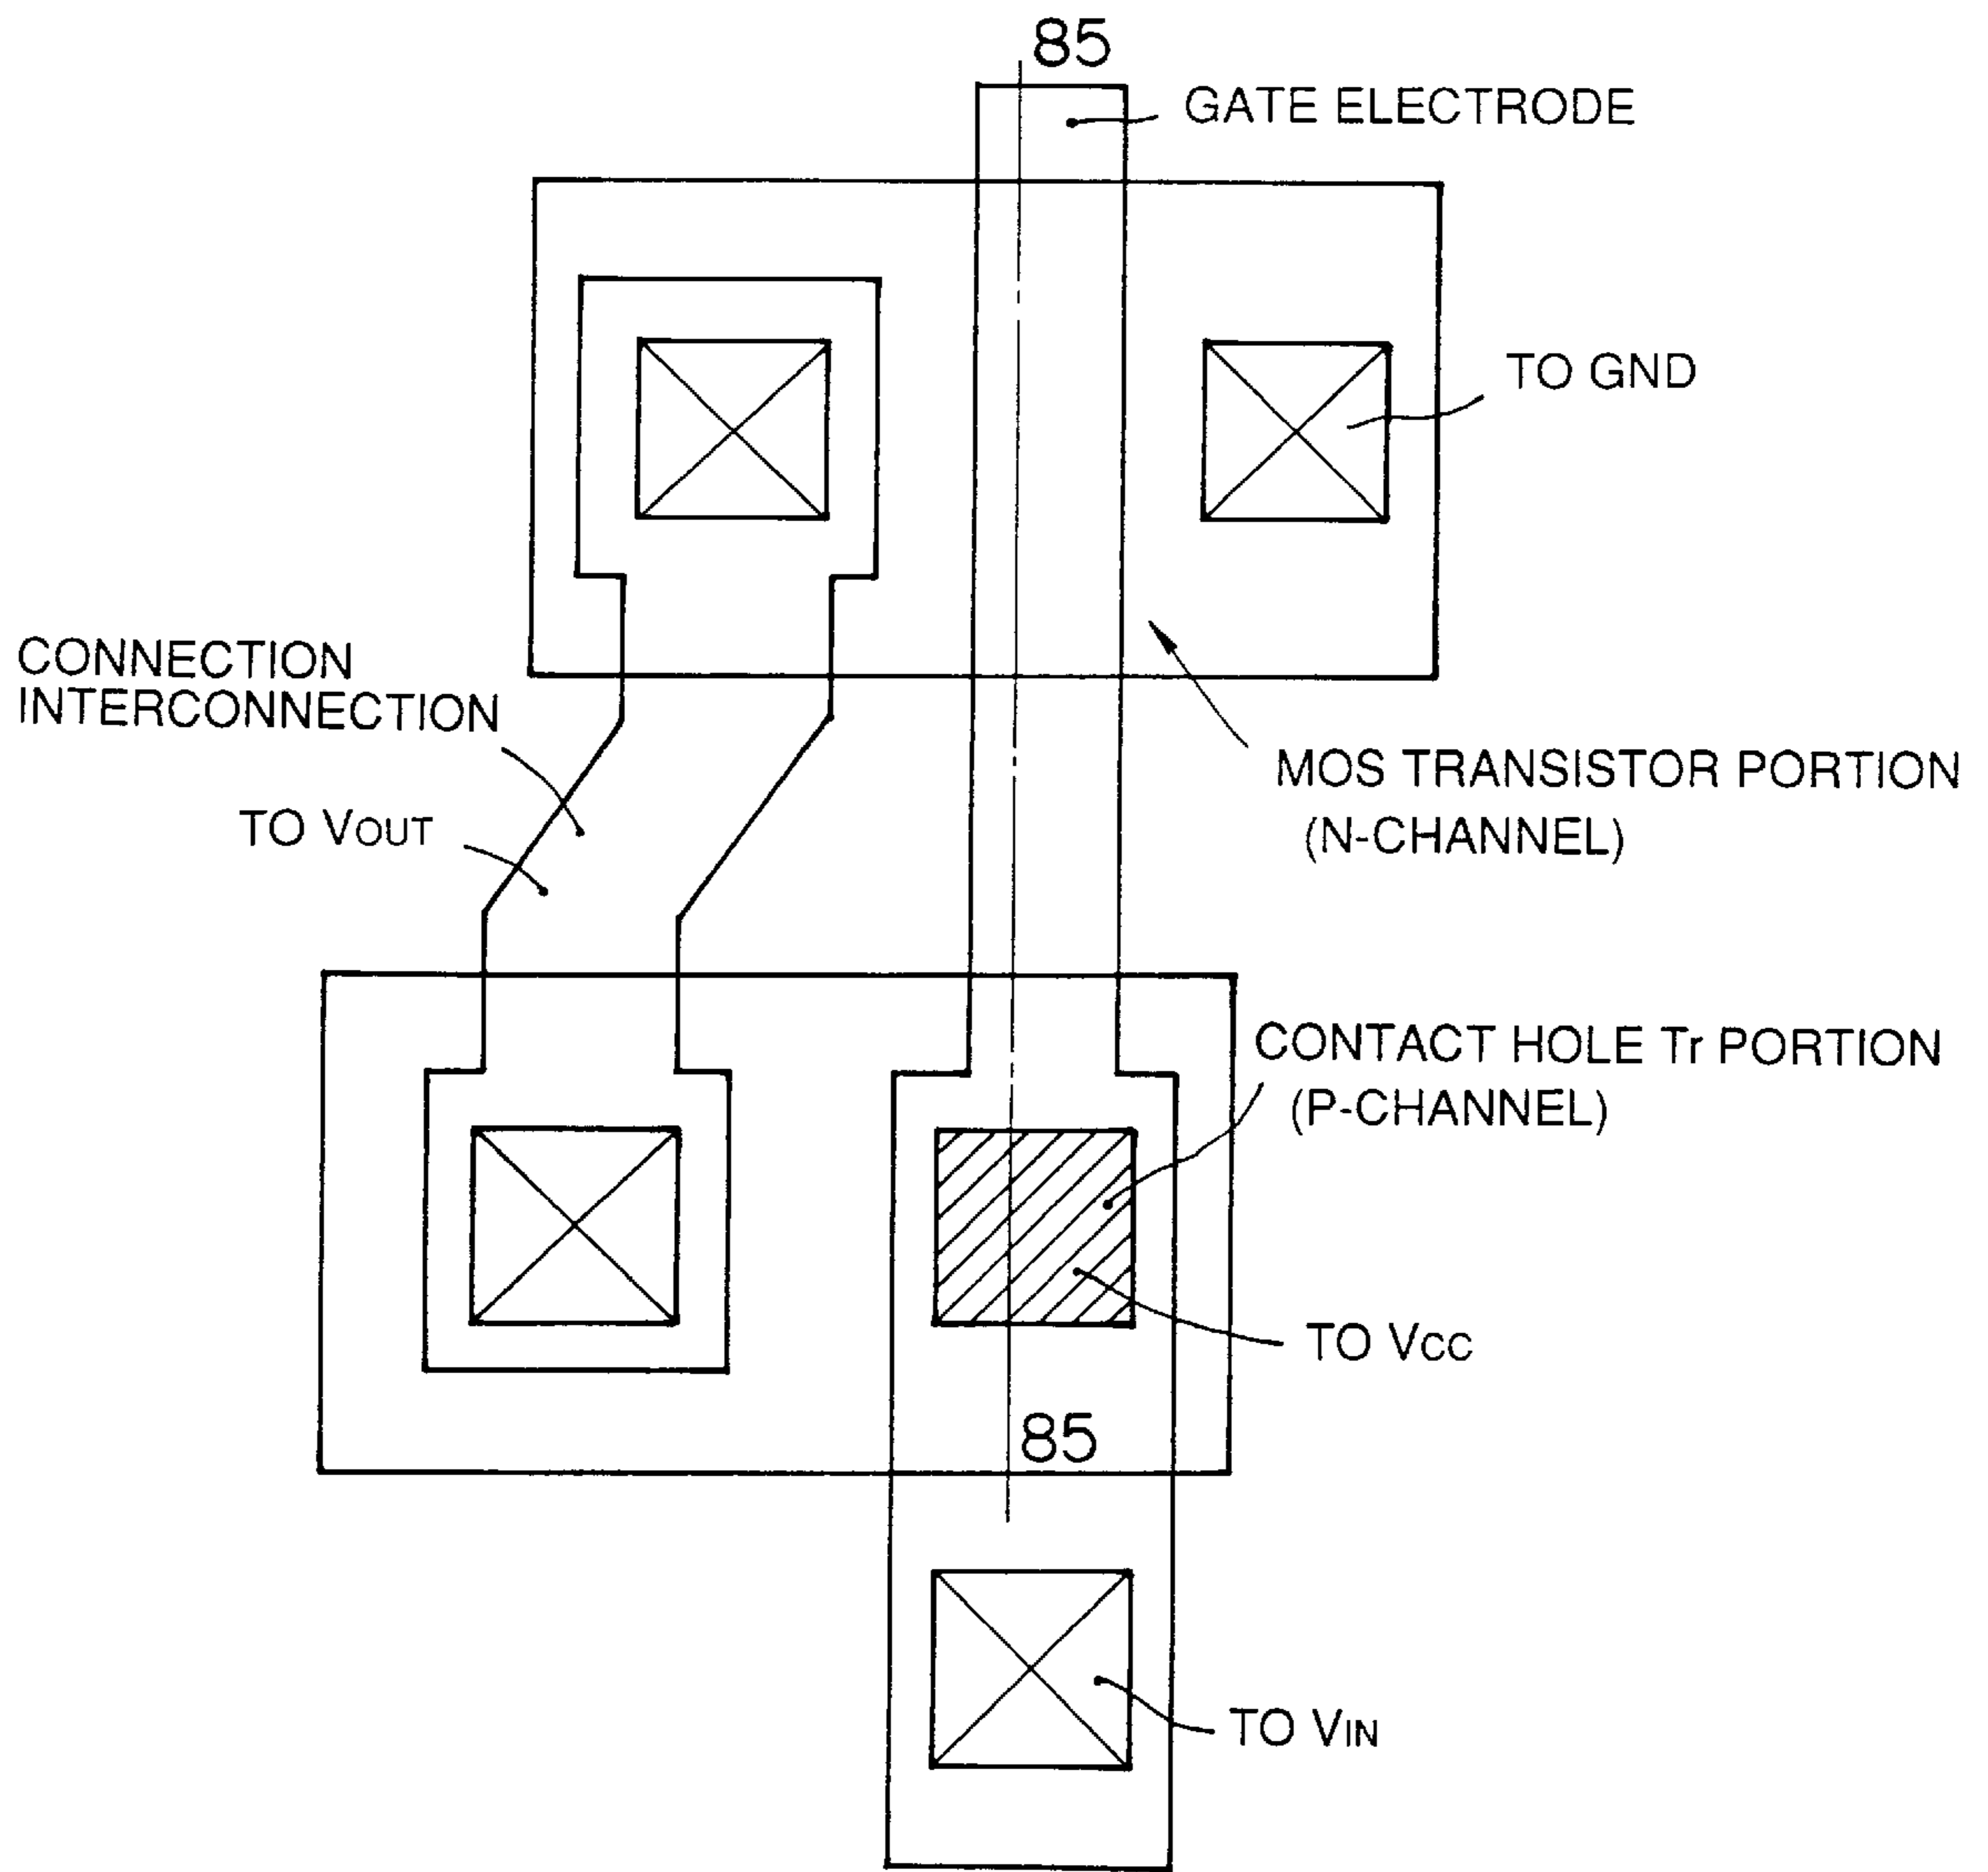 85
GATE ELECTRODE
TO GND
CONNECTION
INTERCONNECTION
TO VOUT
MOS TRANSISTOR PORTION
(N-CHANNEL)
CONTACT HOLE Tr PORTION
(P-CHANNEL)
TO VCC
85
TO VIN